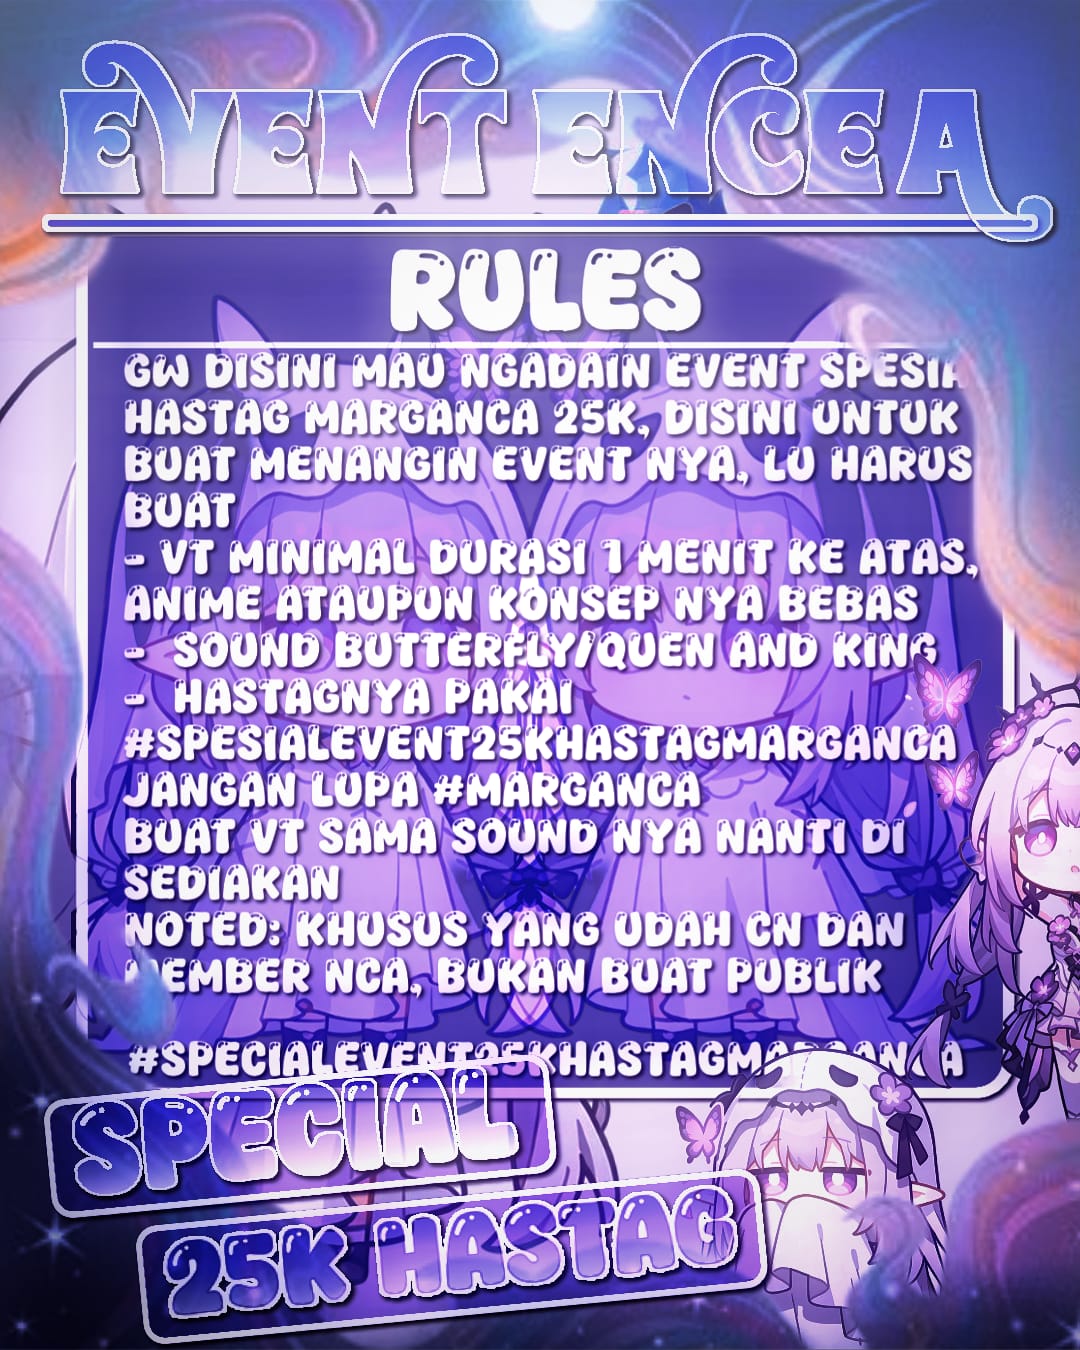 EVENT ENCEA
RULES
GW DISINI MAU NGADAIN EVENT SPESIA
HASTAG MARGANCA 25K, DISINI UNTUK
BUAT MENANGIN EVENT NYA, LU HARUS
BUAT
- VT MINIMAL DURASI 1 MENIT KE ATAS,
ANIME ATAUPUN KONSEP NYA BEBAS
- SOUND BUTTERFLY/QUEN AND KING
- HASTAGNYA PAKAI
#SPESIALEVENT25KHASTAGMARGANCA
JANGAN LUPA #MARGANCA
BUAT VT SAMA SOUND NYA NANTI DI
SEDIAKAN
NOTED: KHUSUS YANG UDAH CN DAN
MEMBER NCA, BUKAN BUAT PUBLIK
#SPECIALEVENT25KHASTAGMARGANCA
SPECIAL
25K HASTAG